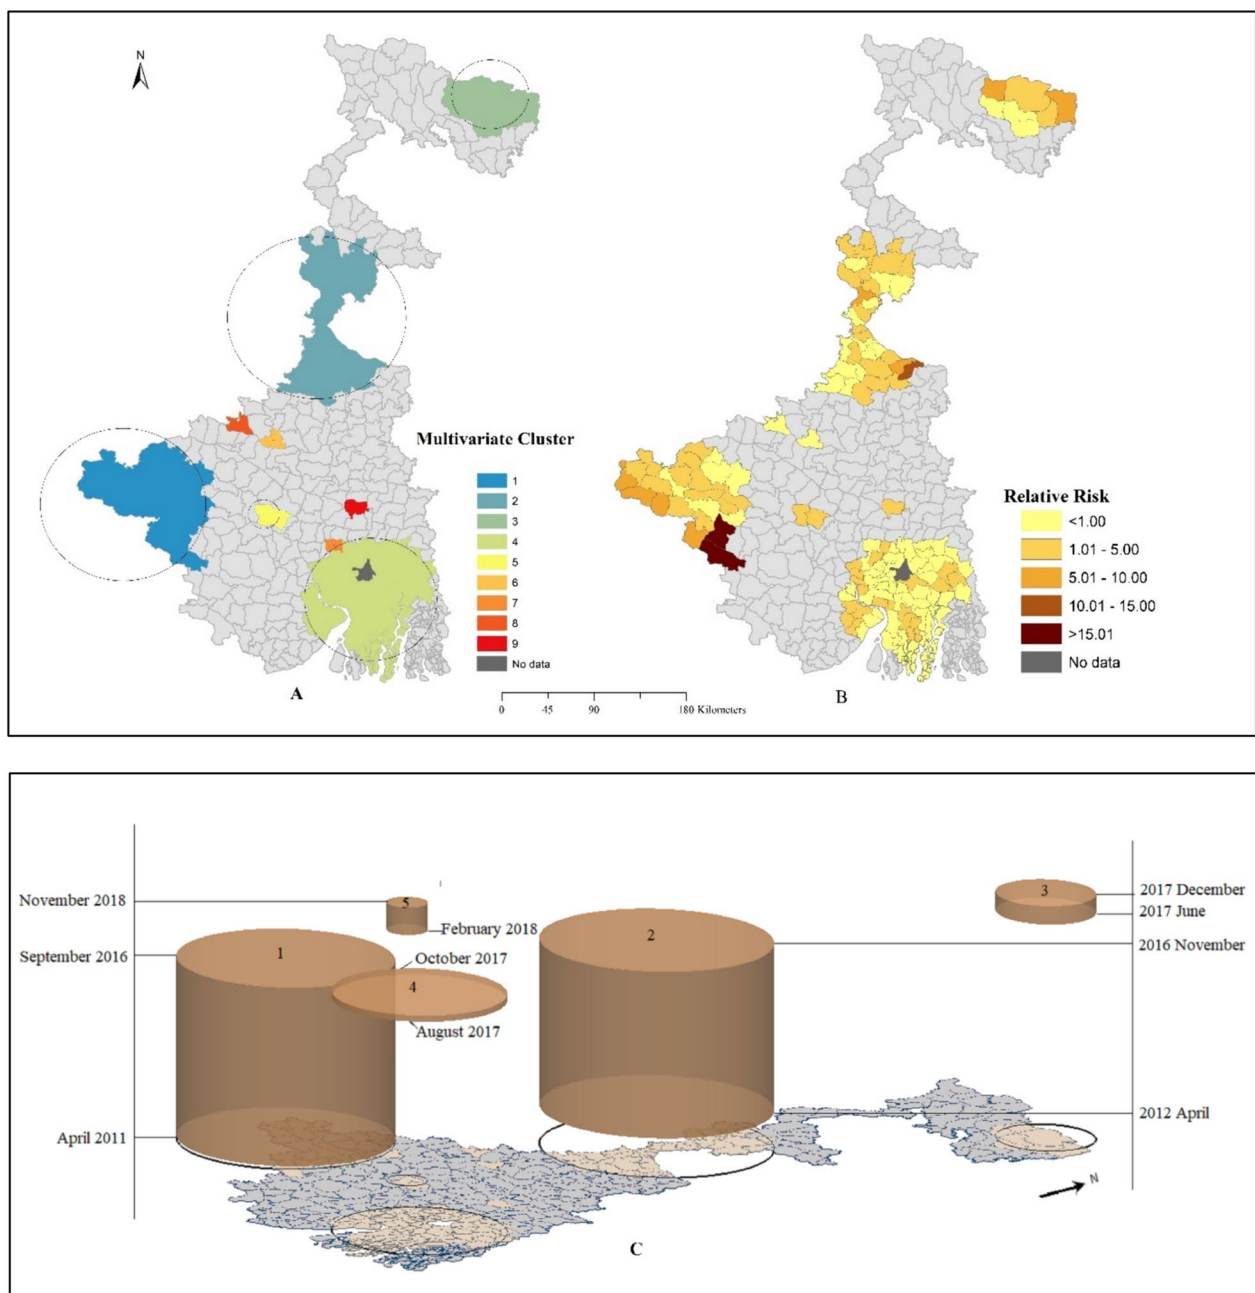 N
Multivariate Cluster
1
2
3
4
5
6
7
8
9
No data
A
0 45 90 180 Kilometers
Relative Risk
<1.00
1.01 - 5.00
5.01 - 10.00
10.01 - 15.00
>15.01
No data
B
November 2018
5
February 2018
September 2016
1
October 2017
4
August 2017
2
3
2017 December
2017 June
2016 November
April 2011
2012 April
N
C